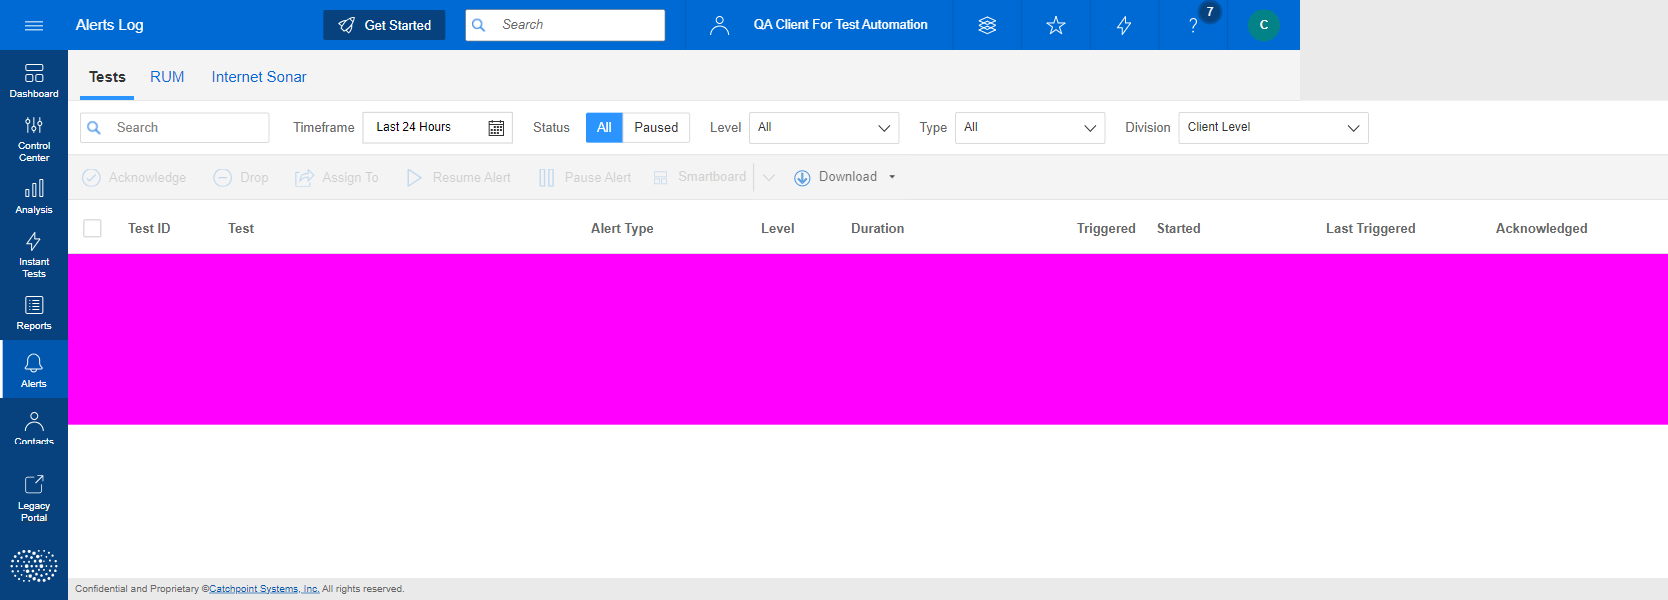 Alerts Log
Get Started
Search
QA Client For Test Automation
?
7
C
Dashboard
Control
Center
Analysis
Instant
Tests
Reports
Alerts
Contacts
Legacy
Portal
Tests RUM Internet Sonar
Search
Timeframe Last 24 Hours Status All Paused Level All Type All Division Client Level
Acknowledge Drop Assign To Resume Alert Pause Alert Smartboard Download
Test ID Test Alert Type Level Duration Triggered Started Last Triggered Acknowledged
Confidential and Proprietary ©Catchpoint Systems, Inc. All rights reserved.